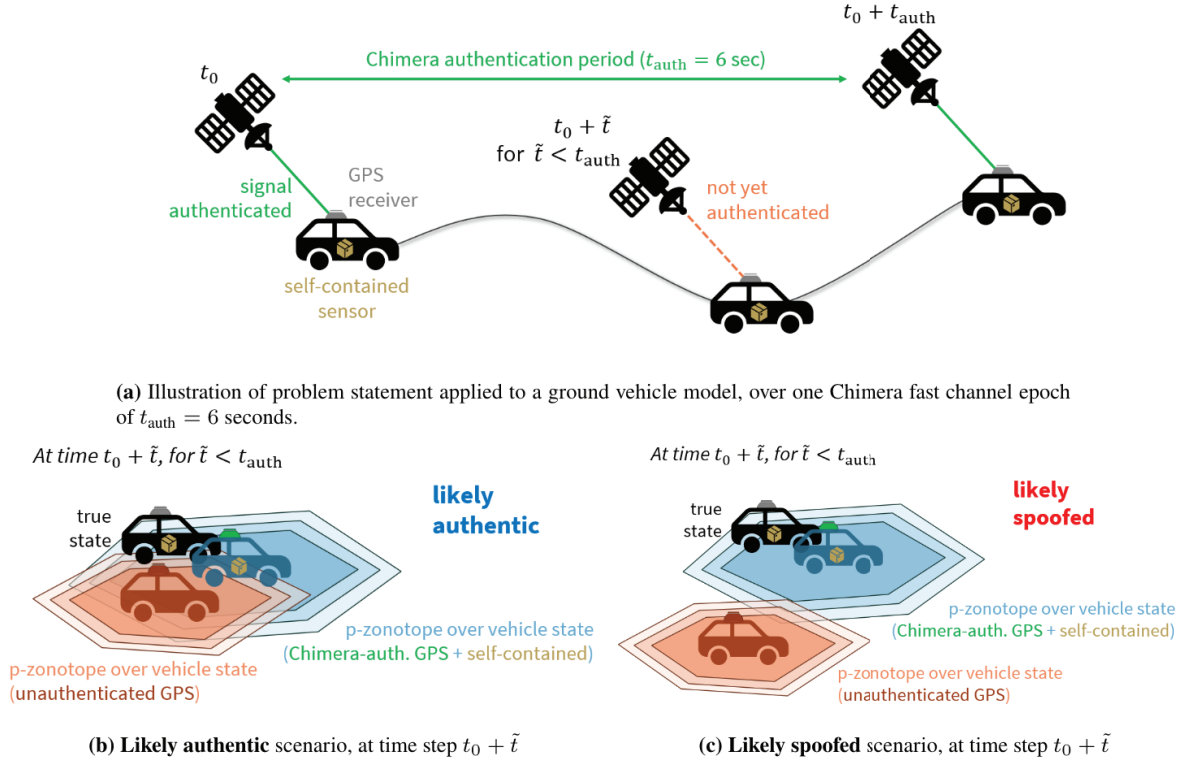 t₀ + t_auth
Chimera authentication period (t_auth = 6 sec)
t₀
t₀ + t̃
for t̃ < t_auth
GPS
receiver
signal
authenticated
not yet
authenticated
self-contained
sensor
(a) Illustration of problem statement applied to a ground vehicle model, over one Chimera fast channel epoch
of t_auth = 6 seconds.
At time t₀ + t̃, for t̃ < t_auth
likely
authentic
true
state
p-zonotope over vehicle state
(Chimera-auth. GPS + self-contained)
p-zonotope over vehicle state
(unauthenticated GPS)
(b) Likely authentic scenario, at time step t₀ + t̃
At time t₀ + t̃, for t̃ < t_auth
likely
spoofed
true
state
p-zonotope over vehicle state
(Chimera-auth. GPS + self-contained)
p-zonotope over vehicle state
(unauthenticated GPS)
(c) Likely spoofed scenario, at time step t₀ + t̃